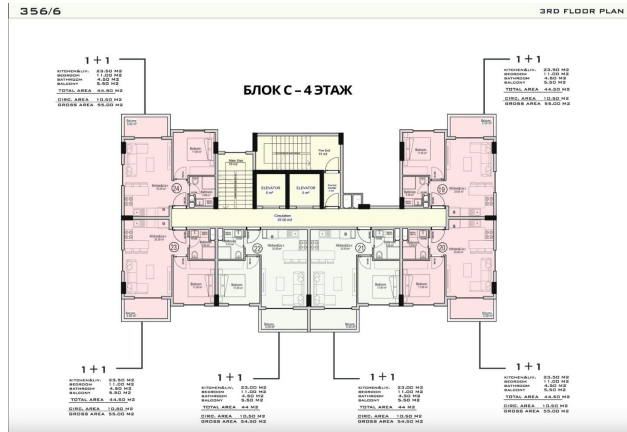 356/6
3RD FLOOR PLAN
1+1
KITCHEN&LIV. 23.50 M2
BEDROOM 11.00 M2
BATHROOM 4.50 M2
BALCONY 5.50 M2
TOTAL AREA 44.50 M2
CIRC. AREA 10.50 M2
GROSS AREA 55.00 M2
1+1
KITCHEN&LIV. 23.50 M2
BEDROOM 11.00 M2
BATHROOM 4.50 M2
BALCONY 5.50 M2
TOTAL AREA 44.50 M2
CIRC. AREA 10.50 M2
GROSS AREA 55.00 M2
БЛОК С – 4 ЭТАЖ
Main Stair
Fire Exit
ELEVATOR
ELEVATOR
24
19
Circulation
23
22
21
20
1+1
KITCHEN&LIV. 23.50 M2
BEDROOM 11.00 M2
BATHROOM 4.50 M2
BALCONY 5.50 M2
TOTAL AREA 44.50 M2
CIRC. AREA 10.50 M2
GROSS AREA 55.00 M2
1+1
KITCHEN&LIV. 23.00 M2
BEDROOM 11.00 M2
BATHROOM 4.50 M2
BALCONY 5.50 M2
TOTAL AREA 44 M2
CIRC. AREA 10.50 M2
GROSS AREA 54.50 M2
1+1
KITCHEN&LIV. 23.00 M2
BEDROOM 11.00 M2
BATHROOM 4.50 M2
BALCONY 5.50 M2
TOTAL AREA 44 M2
CIRC. AREA 10.50 M2
GROSS AREA 54.50 M2
1+1
KITCHEN&LIV. 23.50 M2
BEDROOM 11.00 M2
BATHROOM 4.50 M2
BALCONY 5.50 M2
TOTAL AREA 44.50 M2
CIRC. AREA 10.50 M2
GROSS AREA 55.00 M2